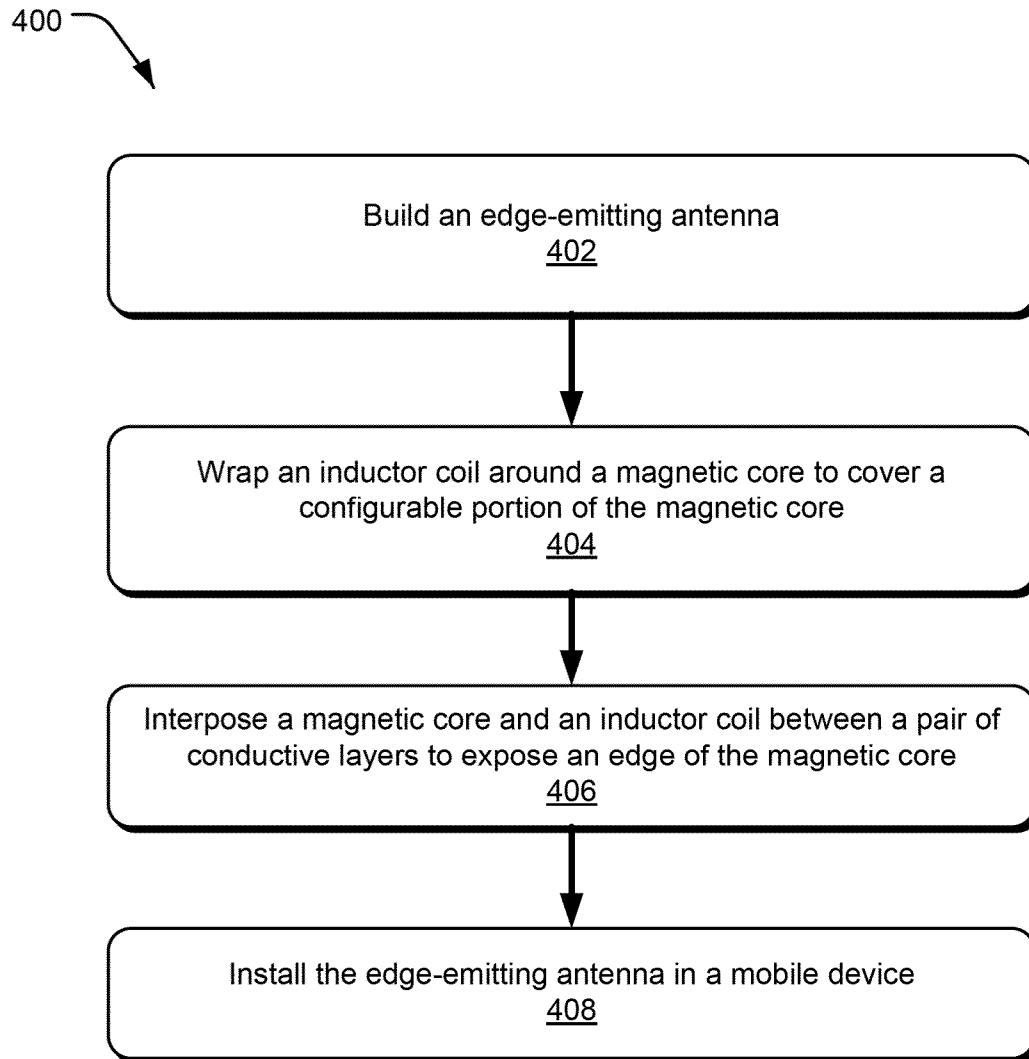 400
Build an edge-emitting antenna
402
Wrap an inductor coil around a magnetic core to cover a
configurable portion of the magnetic core
404
Interpose a magnetic core and an inductor coil between a pair of
conductive layers to expose an edge of the magnetic core
406
Install the edge-emitting antenna in a mobile device
408